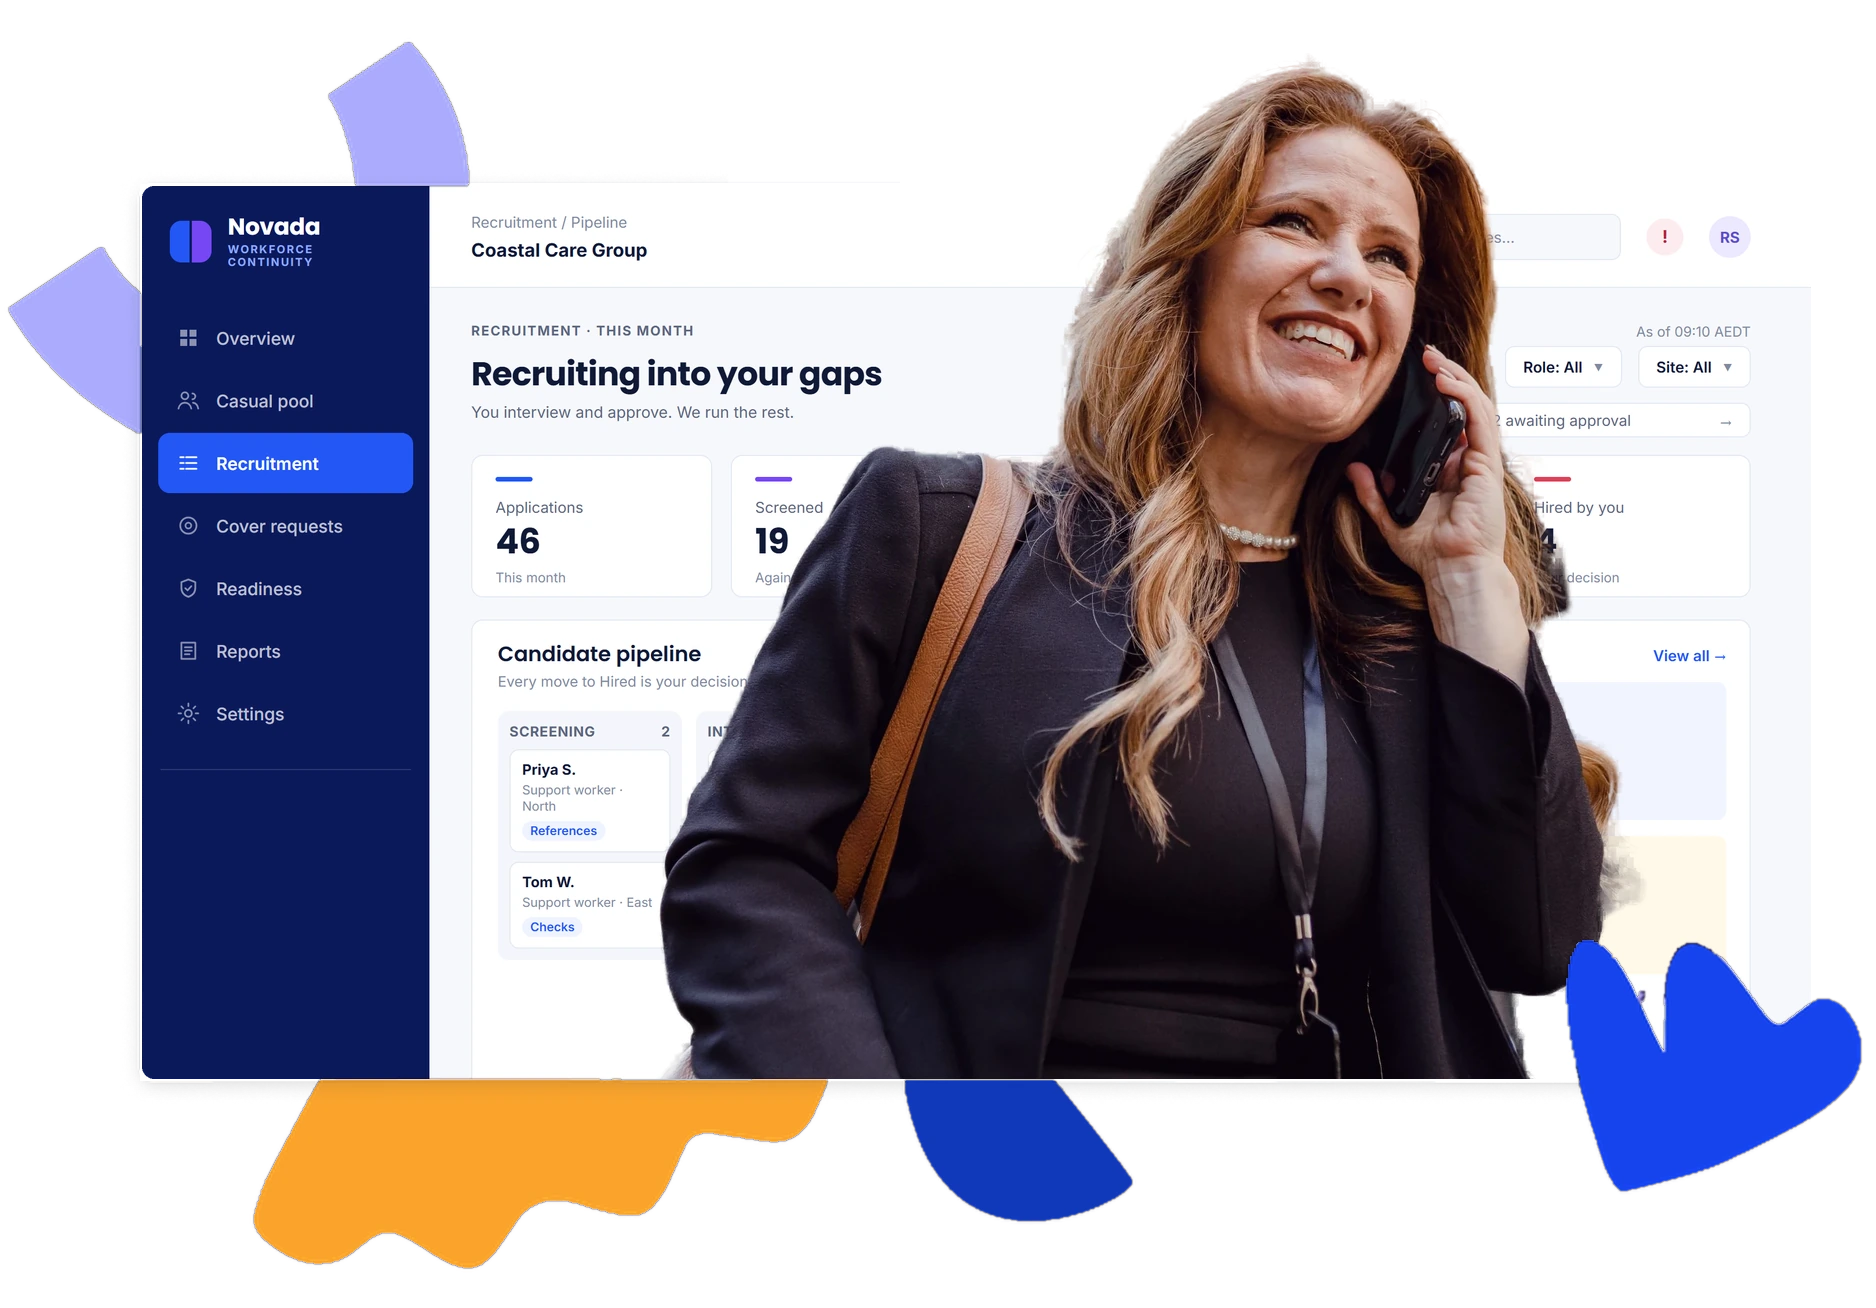 Novada
WORKFORCE
CONTINUITY
Overview
Casual pool
Recruitment
Cover requests
Readiness
Reports
Settings
Recruitment / Pipeline
Coastal Care Group
! RS
RECRUITMENT · THIS MONTH
As of 09:10 AEDT
Recruiting into your gaps
Role: All ▼ Site: All ▼
You interview and approve. We run the rest.
awaiting approval →
Applications
46
This month
Screened
19
Hired by you
4
decision
Candidate pipeline
Every move to Hired is your decision
View all →
SCREENING 2
Priya S.
Support worker ·
North
References
Tom W.
Support worker · East
Checks